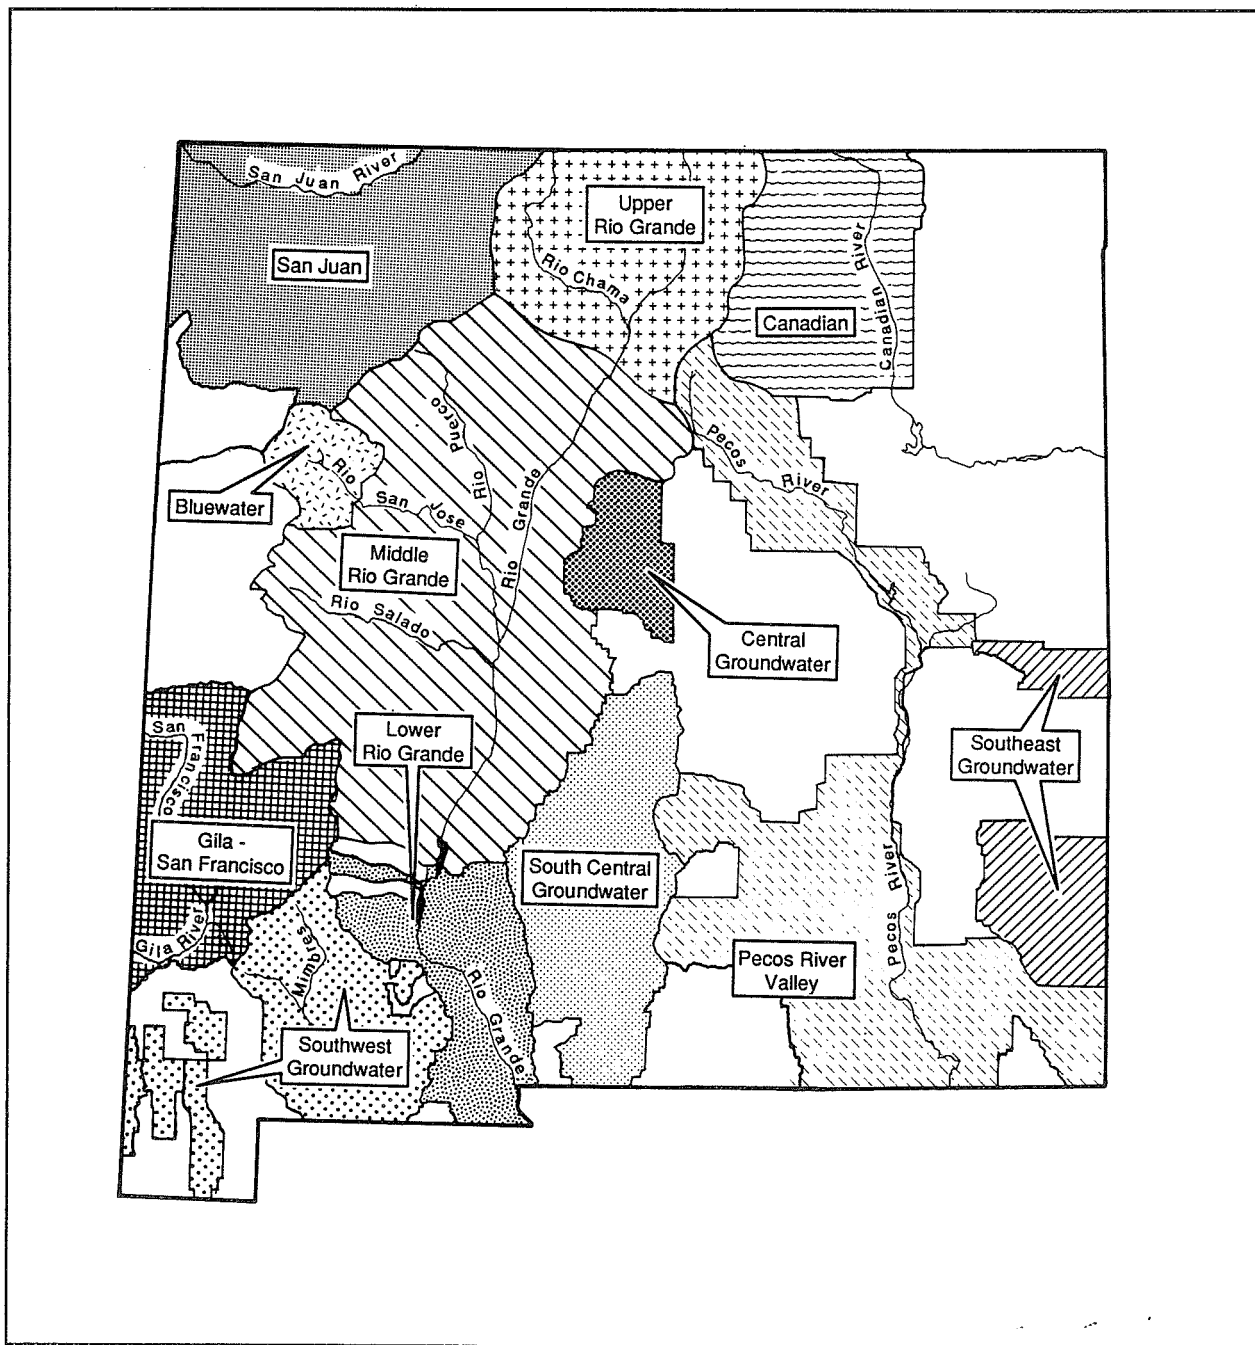 San Juan River
Upper
Rio Grande
San Juan
Rio Chama
Canadian River
Canadian
Rio Puerco
Pecos River
Rio Grande
Bluewater
Rio San Jose
Middle
Rio Grande
Rio Salado
Central
Groundwater
San Francisco
Lower
Rio Grande
Southeast
Groundwater
Gila -
San Francisco
South Central
Groundwater
Pecos River
Gila River
Mimbres
Pecos River
Valley
Rio Grande
Southwest
Groundwater